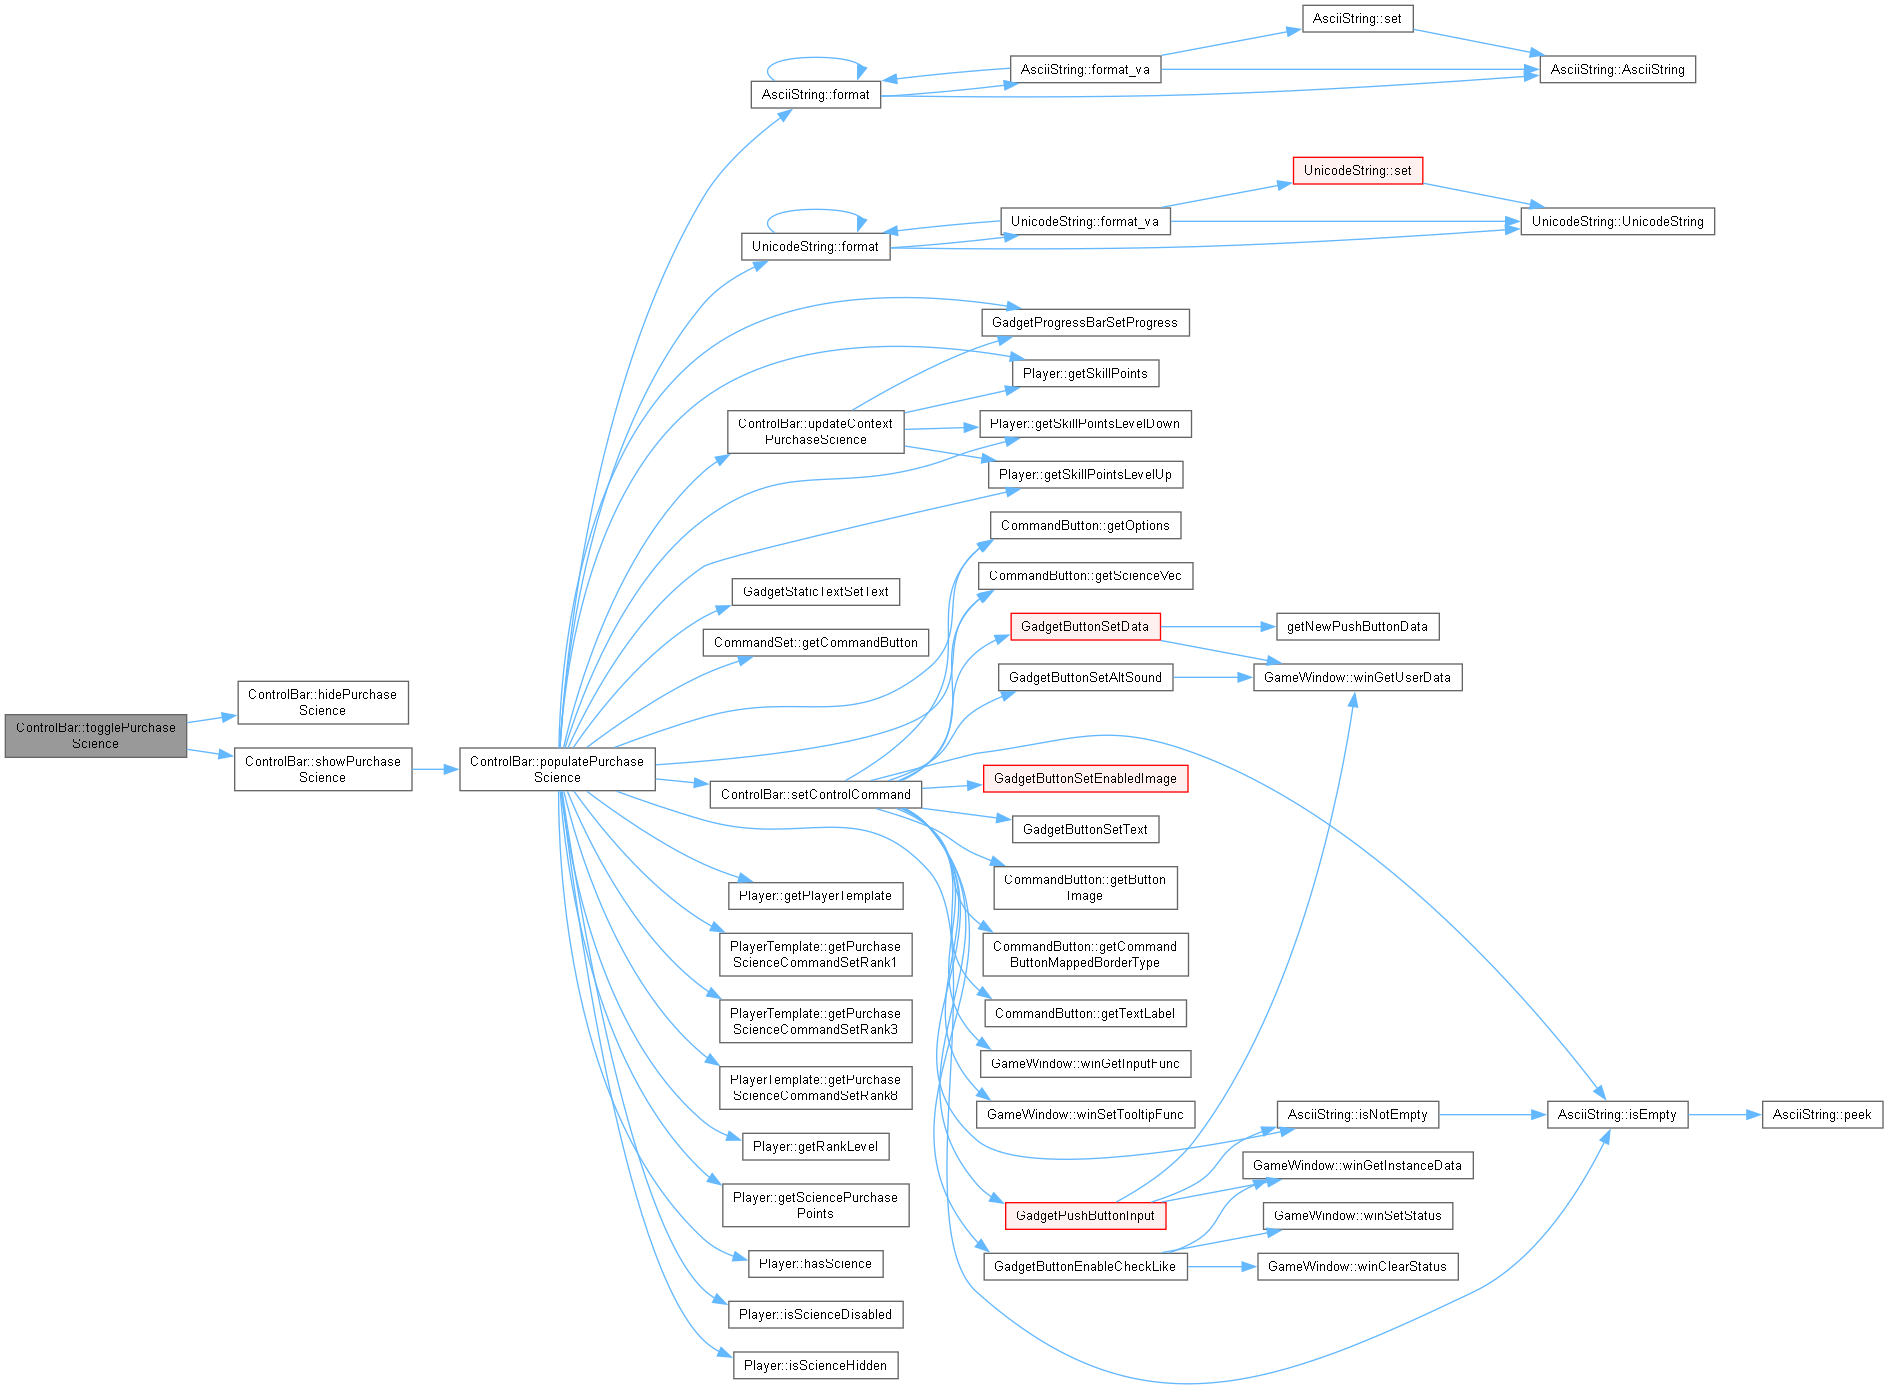 AsciiString::set
AsciiString::format_va
AsciiString::AsciiString
AsciiString::format
UnicodeString::set
UnicodeString::format_va
UnicodeString::UnicodeString
UnicodeString::format
GadgetProgressBarSetProgress
Player::getSkillPoints
ControlBar::updateContext
PurchaseScience
Player::getSkillPointsLevelDown
Player::getSkillPointsLevelUp
CommandButton::getOptions
CommandButton::getScienceVec
GadgetStaticTextSetText
GadgetButtonSetData
getNewPushButtonData
CommandSet::getCommandButton
GadgetButtonSetAltSound
GameWindow::winGetUserData
ControlBar::hidePurchase
Science
ControlBar::togglePurchase
Science
ControlBar::showPurchase
Science
ControlBar::populatePurchase
Science
ControlBar::setControlCommand
GadgetButtonSetEnabledImage
GadgetButtonSetText
CommandButton::getButton
Image
Player::getPlayerTemplate
PlayerTemplate::getPurchase
ScienceCommandSetRank1
CommandButton::getCommand
ButtonMappedBorderType
PlayerTemplate::getPurchase
ScienceCommandSetRank3
CommandButton::getTextLabel
GameWindow::winGetInputFunc
PlayerTemplate::getPurchase
ScienceCommandSetRank8
GameWindow::winSetTooltipFunc
AsciiString::isNotEmpty
AsciiString::isEmpty
AsciiString::peek
Player::getRankLevel
GameWindow::winGetInstanceData
Player::getSciencePurchase
Points
GadgetPushButtonInput
GameWindow::winSetStatus
Player::hasScience
GadgetButtonEnableCheckLike
GameWindow::winClearStatus
Player::isScienceDisabled
Player::isScienceHidden